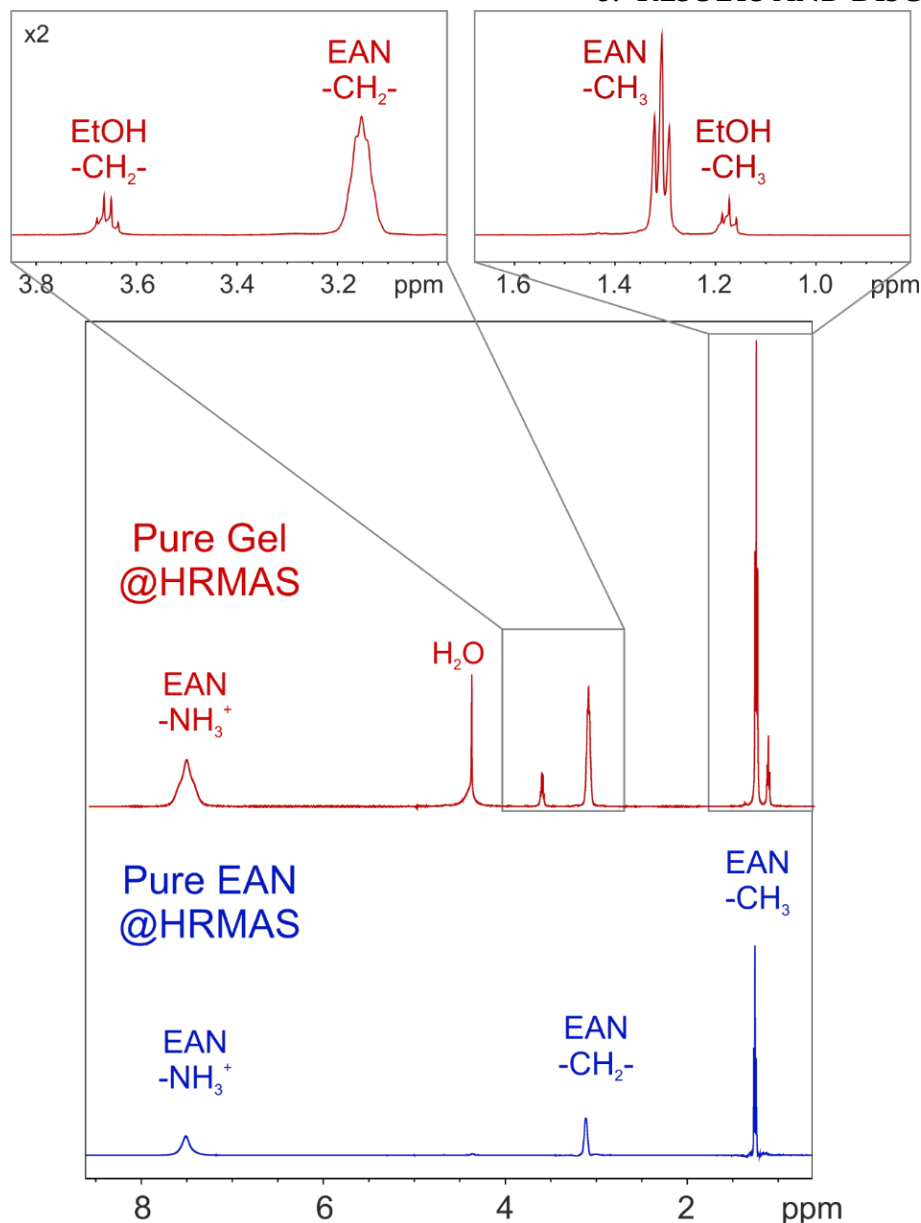 x2
EAN
-CH₂-
EtOH
-CH₂-
3.8 3.6 3.4 3.2 ppm
EAN
-CH₃
EtOH
-CH₃
1.6 1.4 1.2 1.0 ppm
Pure Gel
@HRMAS
EAN
-NH₃⁺
H₂O
Pure EAN
@HRMAS
EAN
-CH₃
EAN
-NH₃⁺
EAN
-CH₂-
8 6 4 2 ppm